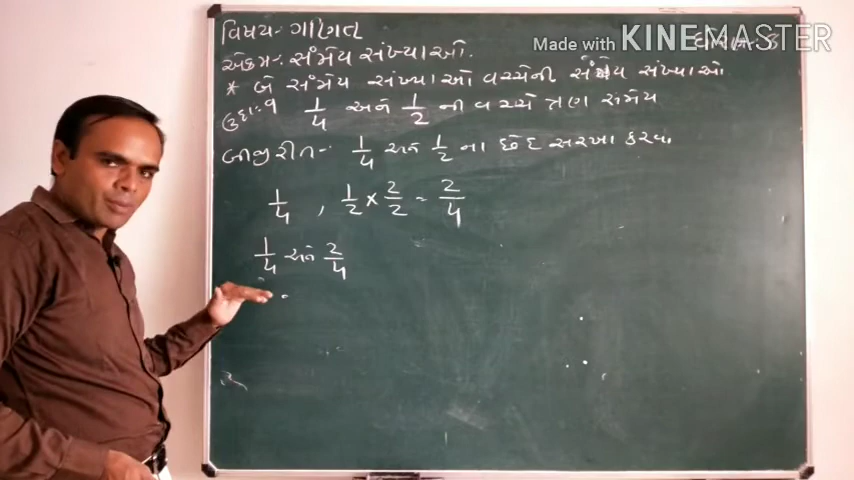 વિષય:- ગણિત
Made with KINEMASTER
એકમ:- સંમેય સંખ્યાઓ.
* બે સંમેય સંખ્યાઓ વચ્ચેની સંમેય સંખ્યાઓ.
ઉદા:૧ 1/4 અને 1/2 ની વચ્ચે ત્રણ સંમેય
બીજી રીત:- 1/4 અને 1/2 ના છેદ સરખા કરવા.
1/4 , 1/2 × 2/2 = 2/4
1/4 અને 2/4